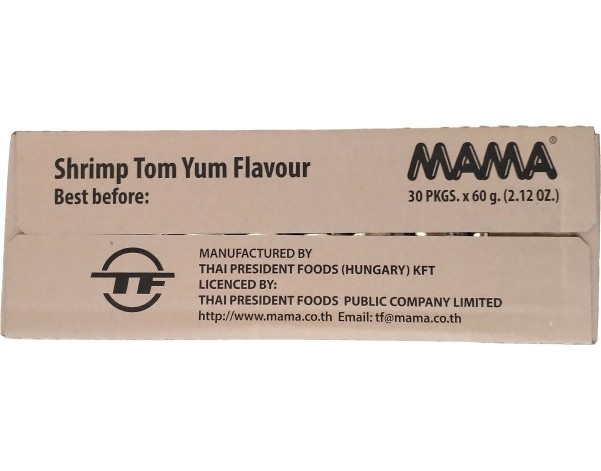 Shrimp Tom Yum Flavour
Best before:
MAMA®
30 PKGS. x 60 g. (2.12 OZ.)
TF
MANUFACTURED BY
THAI PRESIDENT FOODS (HUNGARY) KFT
LICENCED BY:
THAI PRESIDENT FOODS PUBLIC COMPANY LIMITED
http://www.mama.co.th Email: tf@mama.co.th